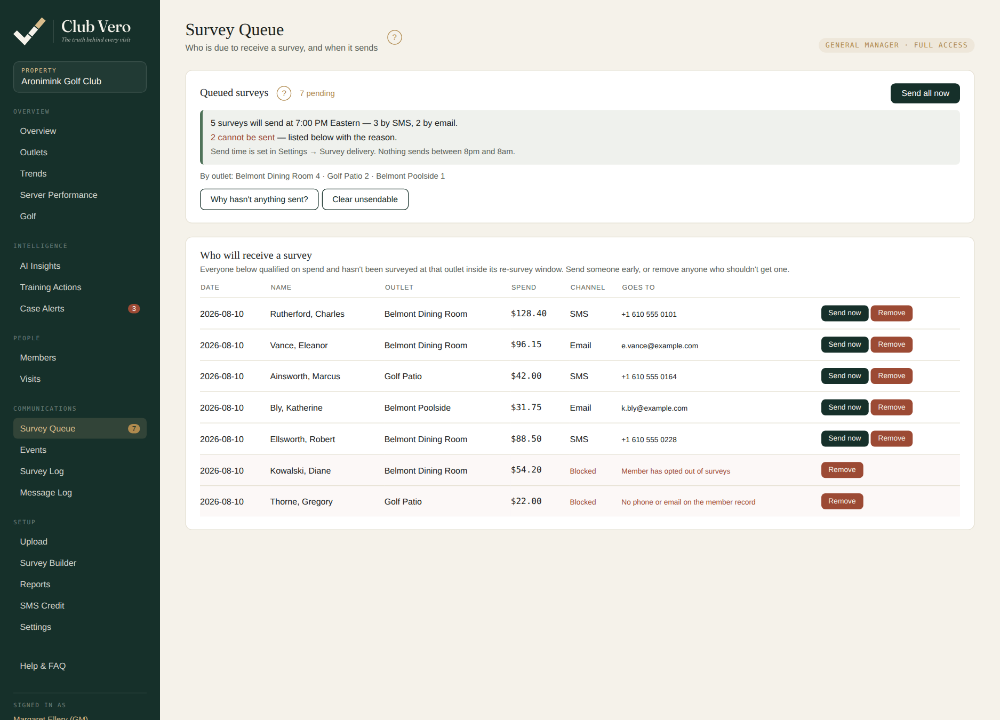 Club Vero
The truth behind every visit
PROPERTY
Aronimink Golf Club
OVERVIEW
Overview
Outlets
Trends
Server Performance
Golf
INTELLIGENCE
AI Insights
Training Actions
Case Alerts 3
PEOPLE
Members
Visits
COMMUNICATIONS
Survey Queue 7
Events
Survey Log
Message Log
SETUP
Upload
Survey Builder
Reports
SMS Credit
Settings
Help & FAQ
SIGNED IN AS
Margaret Ellery (GM)
Survey Queue ?
Who is due to receive a survey, and when it sends
GENERAL MANAGER · FULL ACCESS
Queued surveys ? 7 pending Send all now
5 surveys will send at 7:00 PM Eastern — 3 by SMS, 2 by email.
2 cannot be sent — listed below with the reason.
Send time is set in Settings → Survey delivery. Nothing sends between 8pm and 8am.
By outlet: Belmont Dining Room 4 · Golf Patio 2 · Belmont Poolside 1
Why hasn't anything sent? Clear unsendable
Who will receive a survey
Everyone below qualified on spend and hasn't been surveyed at that outlet inside its re-survey window. Send someone early, or remove anyone who shouldn't get one.
DATE NAME OUTLET SPEND CHANNEL GOES TO
2026-08-10 Rutherford, Charles Belmont Dining Room $128.40 SMS +1 610 555 0101 Send now Remove
2026-08-10 Vance, Eleanor Belmont Dining Room $96.15 Email e.vance@example.com Send now Remove
2026-08-10 Ainsworth, Marcus Golf Patio $42.00 SMS +1 610 555 0164 Send now Remove
2026-08-10 Bly, Katherine Belmont Poolside $31.75 Email k.bly@example.com Send now Remove
2026-08-10 Ellsworth, Robert Belmont Dining Room $88.50 SMS +1 610 555 0228 Send now Remove
2026-08-10 Kowalski, Diane Belmont Dining Room $54.20 Blocked Member has opted out of surveys Remove
2026-08-10 Thorne, Gregory Golf Patio $22.00 Blocked No phone or email on the member record Remove